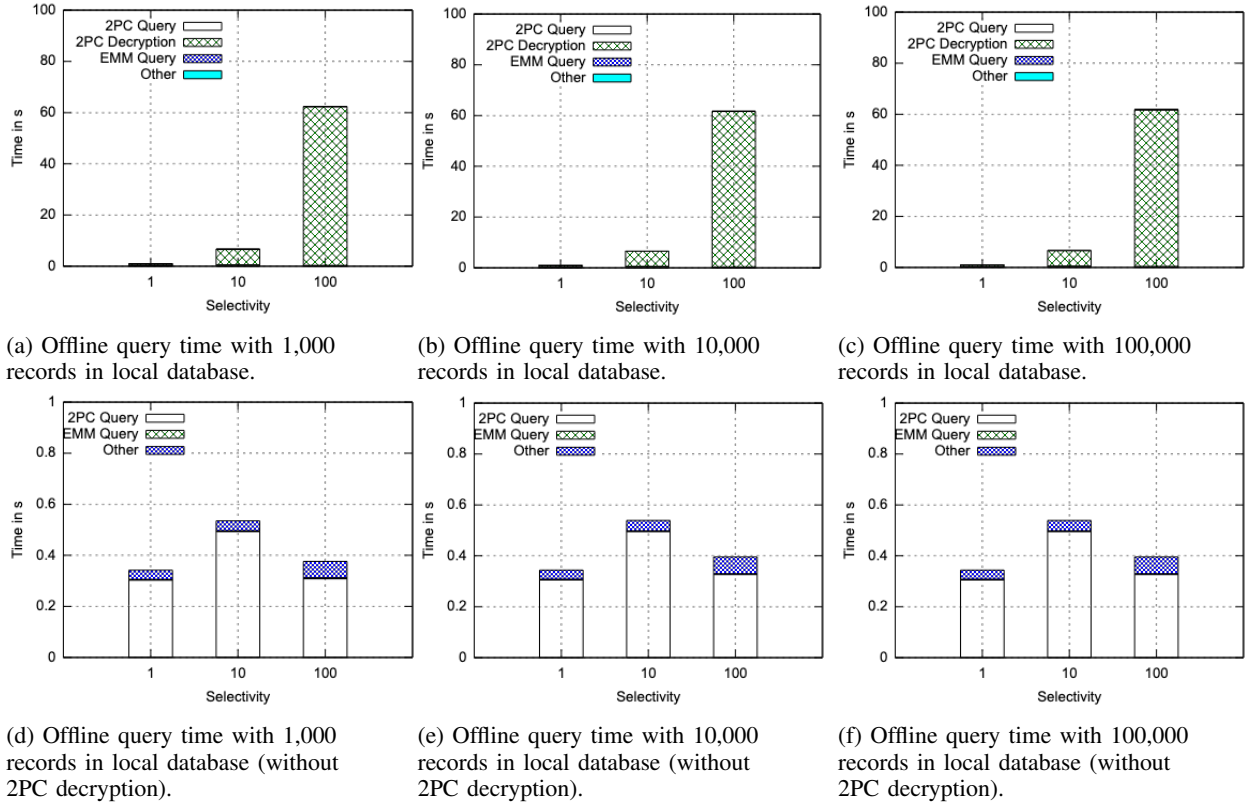 100
80
60
40
20
0
Time in s
2PC Query
2PC Decryption
EMM Query
Other
1 10 100
Selectivity
100
80
60
40
20
0
Time in s
2PC Query
2PC Decryption
EMM Query
Other
1 10 100
Selectivity
100
80
60
40
20
0
Time in s
2PC Query
2PC Decryption
EMM Query
Other
1 10 100
Selectivity
(a) Offline query time with 1,000
records in local database.
(b) Offline query time with 10,000
records in local database.
(c) Offline query time with 100,000
records in local database.
1
0.8
0.6
0.4
0.2
0
Time in s
2PC Query
EMM Query
Other
1 10 100
Selectivity
1
0.8
0.6
0.4
0.2
0
Time in s
2PC Query
EMM Query
Other
1 10 100
Selectivity
1
0.8
0.6
0.4
0.2
0
Time in s
2PC Query
EMM Query
Other
1 10 100
Selectivity
(d) Offline query time with 1,000
records in local database (without
2PC decryption).
(e) Offline query time with 10,000
records in local database (without
2PC decryption).
(f) Offline query time with 100,000
records in local database (without
2PC decryption).